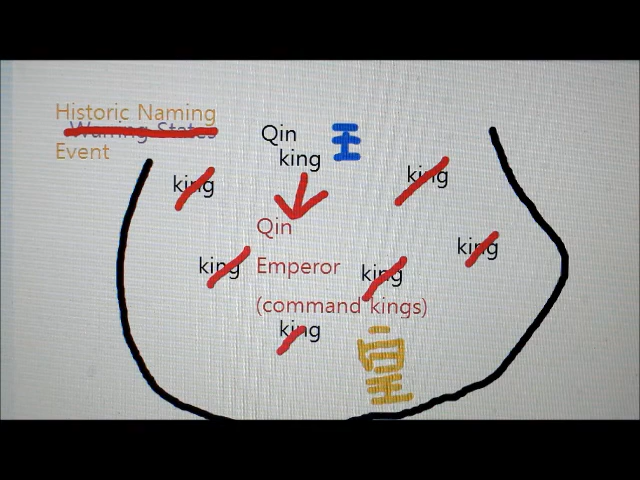 Historic Naming
Warring States
Event
Qin
king
王
king
king
Qin
king
king
Emperor
king
(command kings)
king
皇